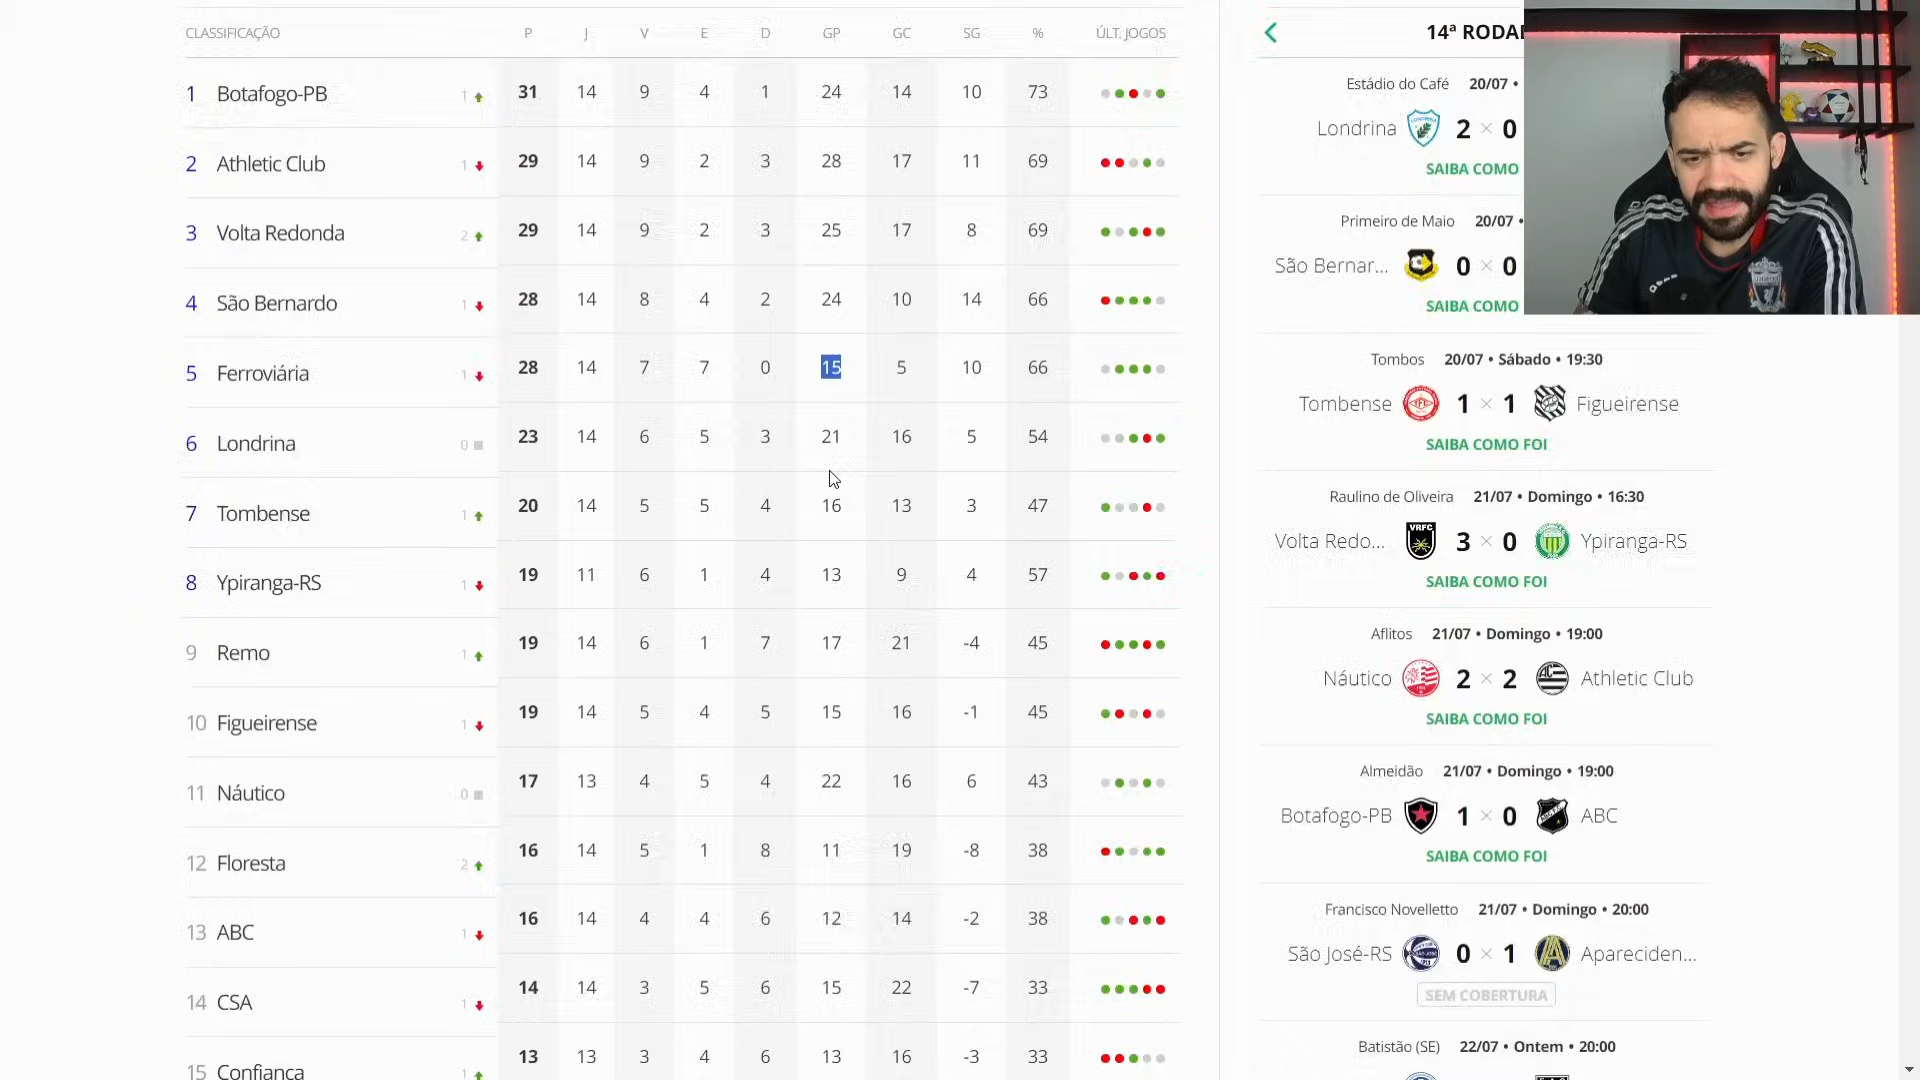 CLASSIFICAÇÃO P J V E D GP GC SG % ÚLT. JOGOS
1 Botafogo-PB 1 31 14 9 4 1 24 14 10 73
2 Athletic Club 1 29 14 9 2 3 28 17 11 69
3 Volta Redonda 2 29 14 9 2 3 25 17 8 69
4 São Bernardo 1 28 14 8 4 2 24 10 14 66
5 Ferroviária 1 28 14 7 7 0 15 5 10 66
6 Londrina 0 23 14 6 5 3 21 16 5 54
7 Tombense 1 20 14 5 5 4 16 13 3 47
8 Ypiranga-RS 1 19 11 6 1 4 13 9 4 57
9 Remo 1 19 14 6 1 7 17 21 -4 45
10 Figueirense 1 19 14 5 4 5 15 16 -1 45
11 Náutico 0 17 13 4 5 4 22 16 6 43
12 Floresta 2 16 14 5 1 8 11 19 -8 38
13 ABC 1 16 14 4 4 6 12 14 -2 38
14 CSA 1 14 14 3 5 6 15 22 -7 33
15 Confiança 1 13 13 3 4 6 13 16 -3 33
14ª RODA
Estádio do Café 20/07 •
Londrina 2 × 0
SAIBA COMO
Primeiro de Maio 20/07 •
São Bernar... 0 × 0
SAIBA COMO
Tombos 20/07 • Sábado • 19:30
Tombense 1 × 1 Figueirense
SAIBA COMO FOI
Raulino de Oliveira 21/07 • Domingo • 16:30
Volta Redo... VRFC 3 × 0 Ypiranga-RS
SAIBA COMO FOI
Aflitos 21/07 • Domingo • 19:00
Náutico 2 × 2 Athletic Club
SAIBA COMO FOI
Almeidão 21/07 • Domingo • 19:00
Botafogo-PB 1 × 0 ABC
SAIBA COMO FOI
Francisco Novelletto 21/07 • Domingo • 20:00
São José-RS 0 × 1 Apareciden...
SEM COBERTURA
Batistão (SE) 22/07 • Ontem • 20:00